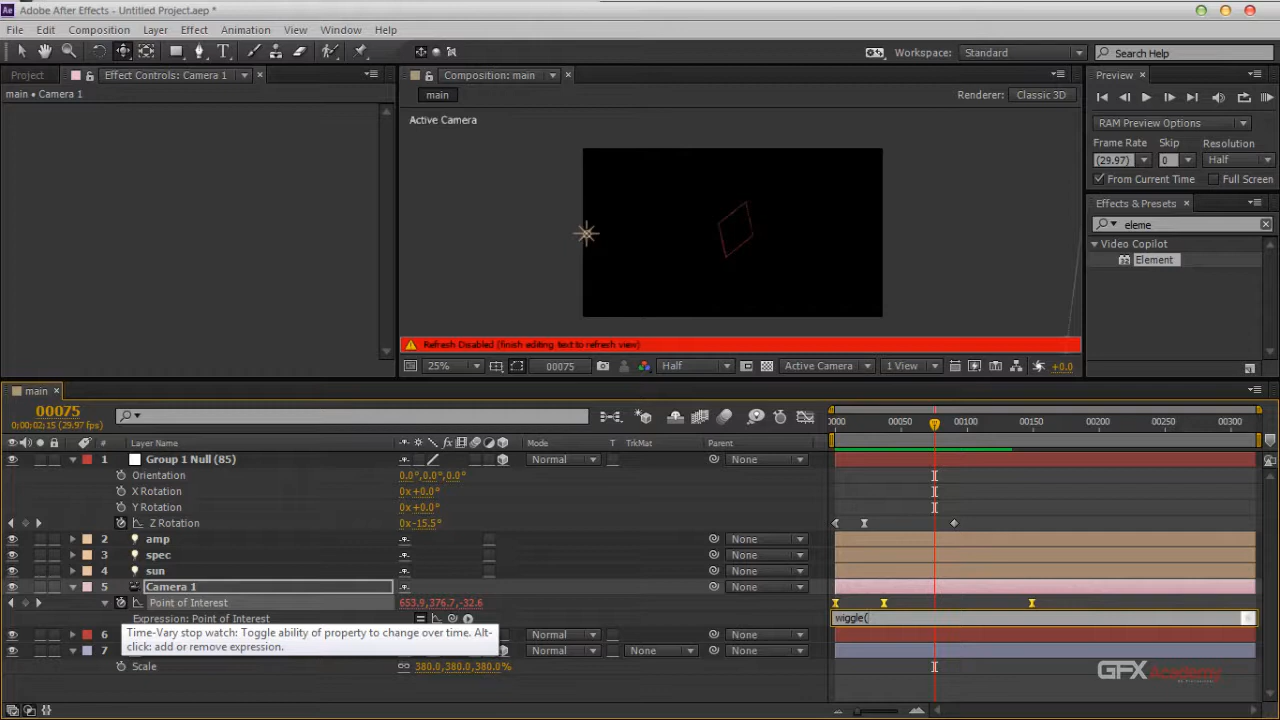 Adobe After Effects - Untitled Project.aep *
File Edit Composition Layer Effect Animation View Window Help
Workspace: Standard Search Help
Project Effect Controls: Camera 1 Composition: main Preview
main • Camera 1
main Renderer: Classic 3D
Active Camera
RAM Preview Options
Frame Rate Skip Resolution
(29.97) 0 Half
From Current Time Full Screen
Effects & Presets
eleme
Video Copilot
Element
Refresh Disabled (finish editing text to refresh view)
25% 00075 Half Active Camera 1 View +0.0
main
00075
0;00;02;15 (29.97 fps)
0000 00050 00100 00150 00200 00250 00300
# Layer Name Mode T TrkMat Parent
1 Group 1 Null (85) Normal None
Orientation 0.0°,0.0°,0.0°
X Rotation 0x+0.0°
Y Rotation 0x+0.0°
Z Rotation 0x-15.5°
2 amp None
3 spec None
4 sun None
5 Camera 1 None
Point of Interest 653.9,376.7,-32.6
Expression: Point of Interest wiggle(
6 Normal None
Time-Vary stop watch: Toggle ability of property to change over time. Alt-
click: add or remove expression.
7 Normal None None
Scale 380.0,380.0,380.0%
GFX Academy